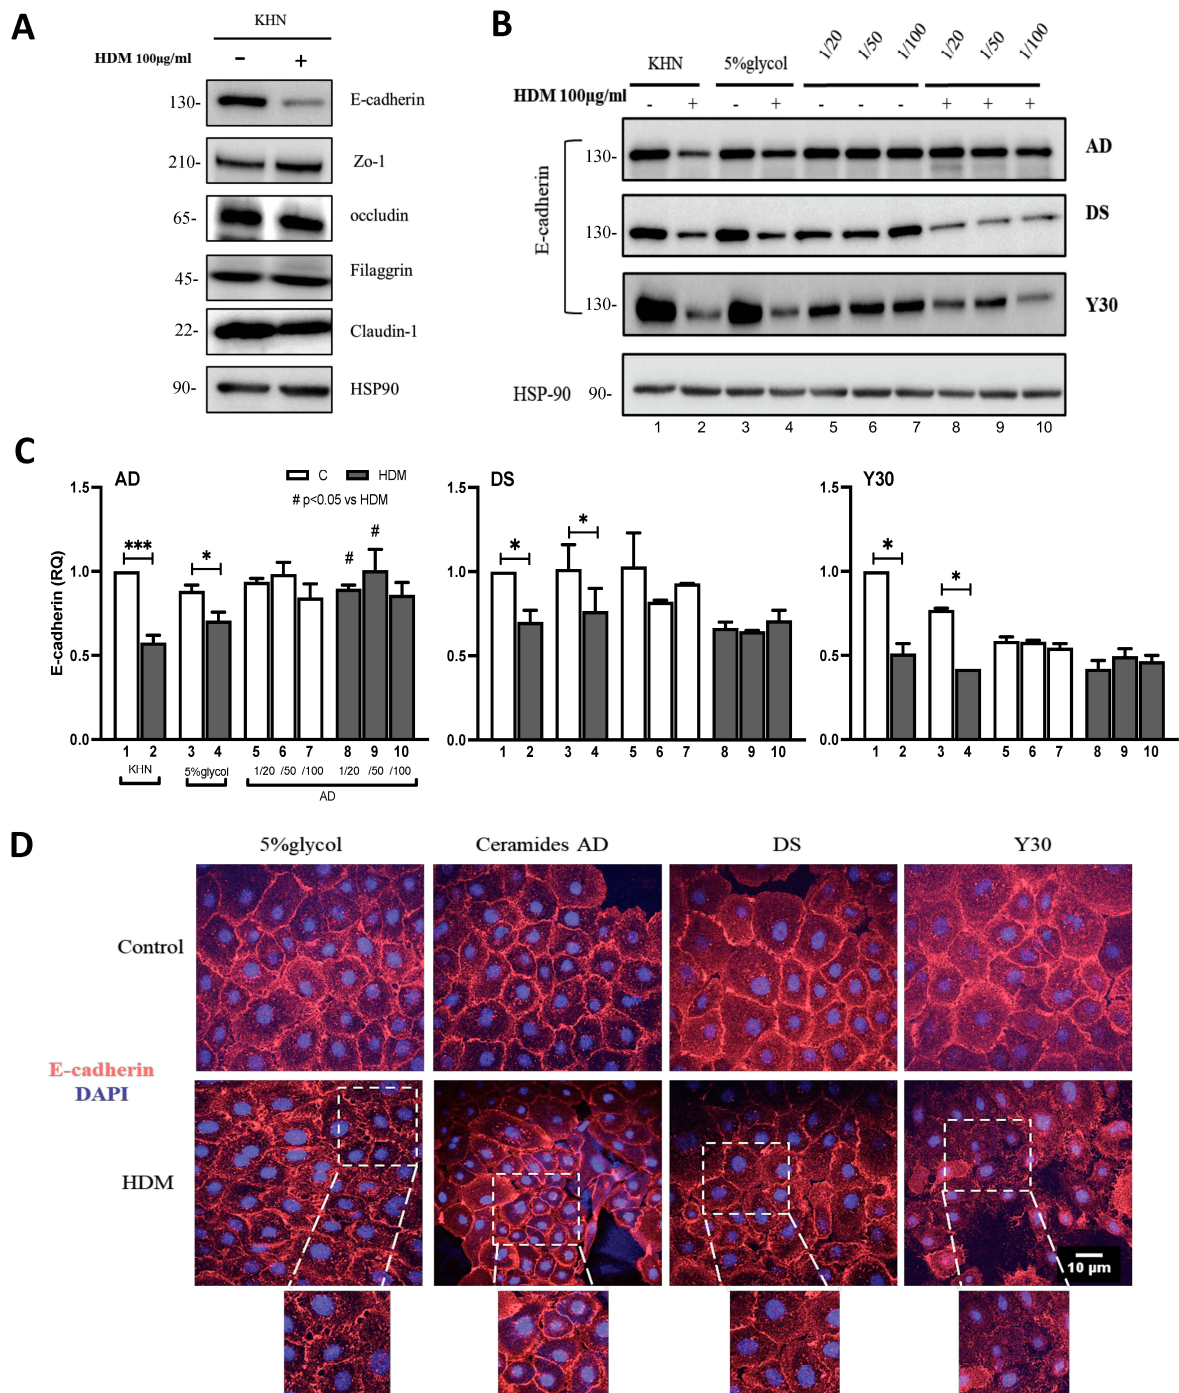 A
KHN
HDM 100µg/ml
- +
130- E-cadherin
210- Zo-1
65- occludin
45- Filaggrin
22- Claudin-1
90- HSP90
B
KHN 5%glycol 1/20 1/50 1/100 1/20 1/50 1/100
HDM 100µg/ml - + - + - - - + + +
E-cadherin
130- AD
130- DS
130- Y30
HSP-90 90-
1 2 3 4 5 6 7 8 9 10
C
AD
C HDM
# p<0.05 vs HDM
E-cadherin (RQ)
1.5
1.0
0.5
0.0
*** * # #
1 2 3 4 5 6 7 8 9 10
KHN 5%glycol 1/20 /50 /100 1/20 /50 /100
AD
DS
1.5
1.0
0.5
0.0
* *
1 2 3 4 5 6 7 8 9 10
Y30
1.5
1.0
0.5
0.0
* *
1 2 3 4 5 6 7 8 9 10
D
5%glycol Ceramides AD DS Y30
Control
E-cadherin
DAPI
HDM
10 µm